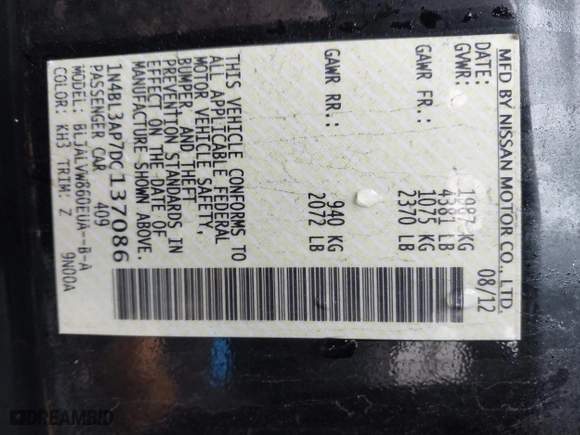 MFD BY NISSAN MOTOR CO., LTD.
DATE: 08/12
GVWR: 1987 KG
4381 LB
GAWR FR.: 1075 KG
2370 LB
GAWR RR.: 940 KG
2072 LB
THIS VEHICLE CONFORMS TO
ALL APPLICABLE FEDERAL
MOTOR VEHICLE SAFETY,
BUMPER, AND THEFT
PREVENTION STANDARDS IN
EFFECT ON THE DATE OF
MANUFACTURE SHOWN ABOVE.
1N4BL3AP7DC137086
PASSENGER CAR 409
MODEL: BLJALVW860EUA--B-A
COLOR: KH3 TRIM: Z 9N00A
DREAMBID